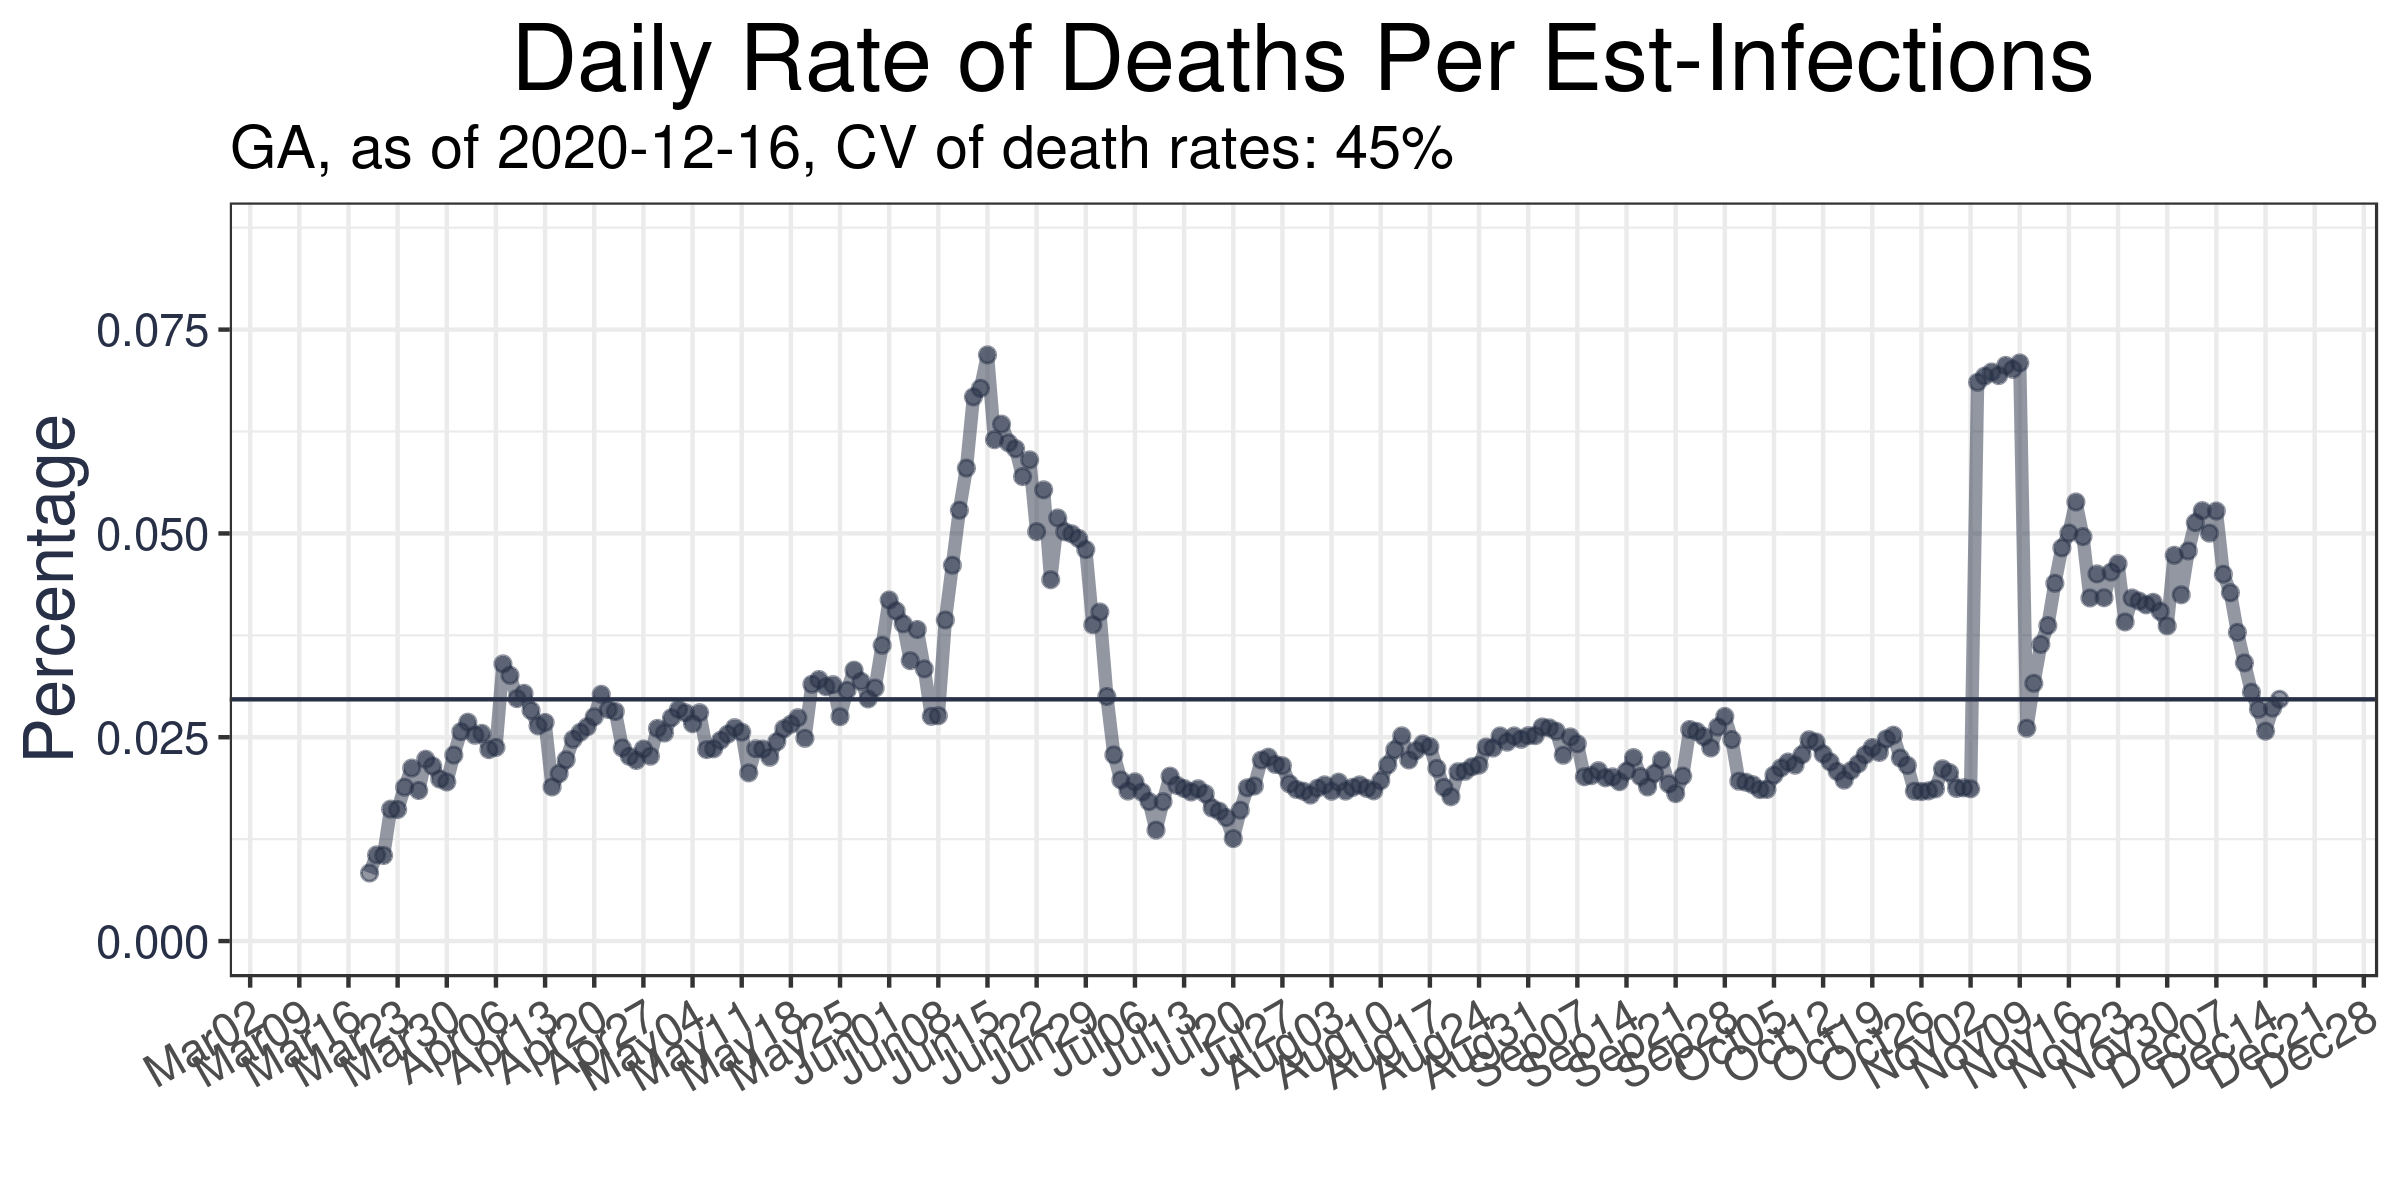 Daily Rate of Deaths Per Est-Infections
GA, as of 2020-12-16, CV of death rates: 45%
Percentage
0.075
0.050
0.025
0.000
Mar02
Mar09
Mar16
Mar23
Mar30
Apr06
Apr13
Apr20
Apr27
May04
May11
May18
May25
Jun01
Jun08
Jun15
Jun22
Jun29
Jul06
Jul13
Jul20
Jul27
Aug03
Aug10
Aug17
Aug24
Aug31
Sep07
Sep14
Sep21
Sep28
Oct05
Oct12
Oct19
Oct26
Nov02
Nov09
Nov16
Nov23
Nov30
Dec07
Dec14
Dec21
Dec28